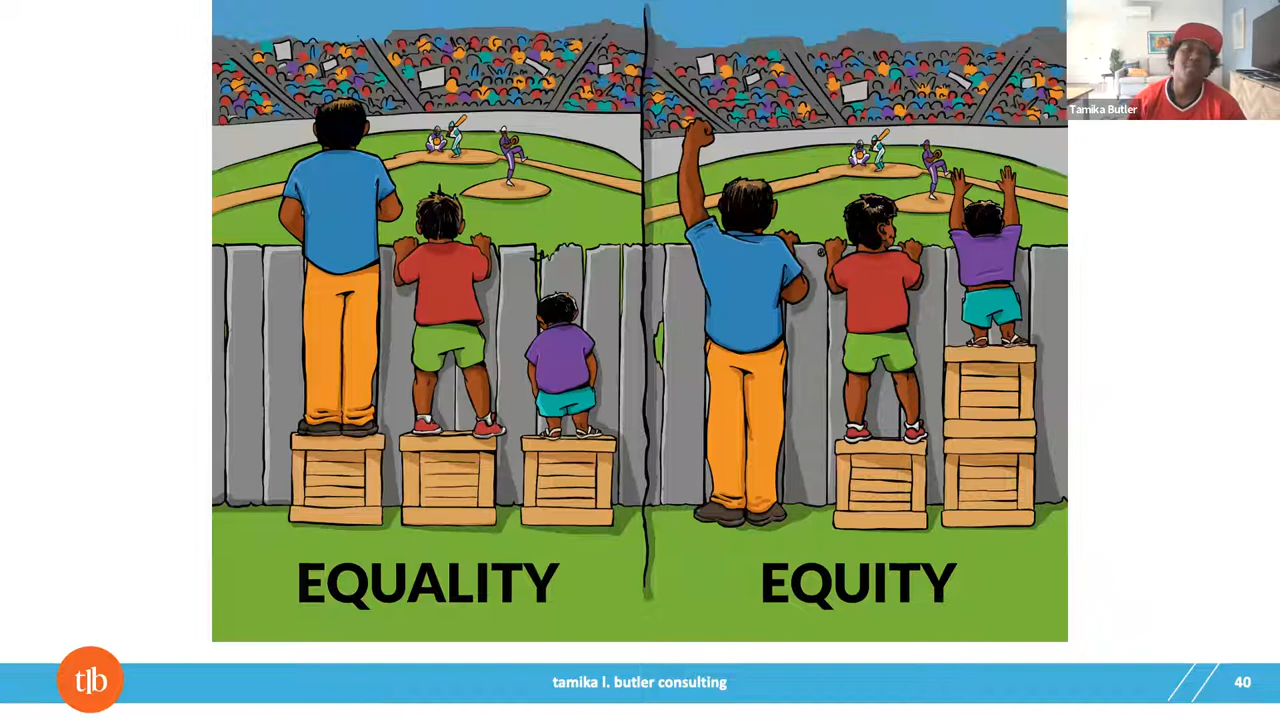 Tamika Butler
EQUALITY
EQUITY
tlb
tamika l. butler consulting
40